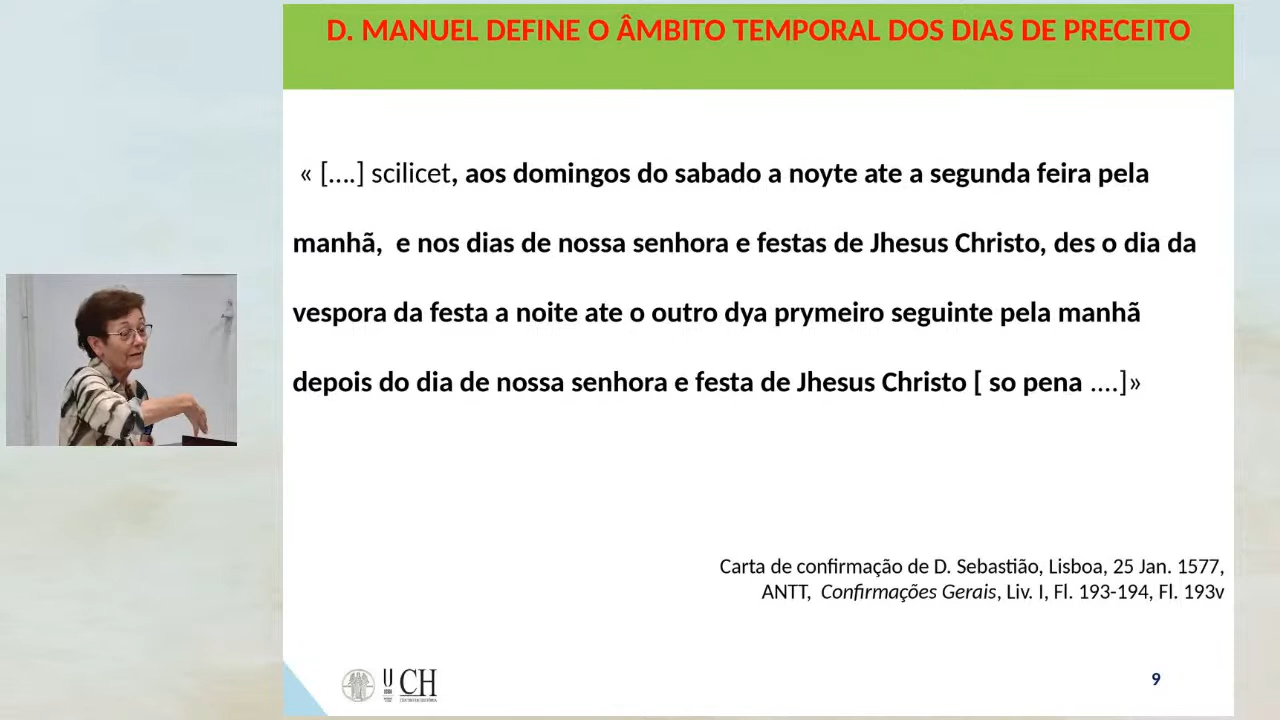 D. MANUEL DEFINE O ÂMBITO TEMPORAL DOS DIAS DE PRECEITO
« [....] scilicet, aos domingos do sabado a noyte ate a segunda feira pela
manhã, e nos dias de nossa senhora e festas de Jhesus Christo, des o dia da
vespora da festa a noite ate o outro dya prymeiro seguinte pela manhã
depois do dia de nossa senhora e festa de Jhesus Christo [ so pena ....]»
Carta de confirmação de D. Sebastião, Lisboa, 25 Jan. 1577,
ANTT, Confirmações Gerais, Liv. I, Fl. 193-194, Fl. 193v
U CH
9